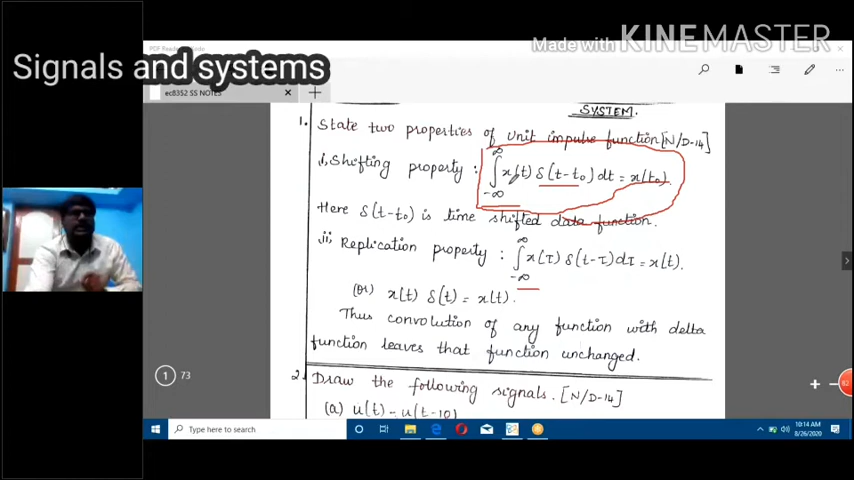 Made with KINEMASTER
Signals and systems
ec8352 SS NOTES
SYSTEM.
1. State two properties of Unit impulse function [N/D-14]
i, Shifting property : ∫_{-∞}^{∞} x(t) δ(t-t₀) dt = x(t₀).
Here δ(t-t₀) is time shifted data function.
ii, Replication property : ∫_{-∞}^{∞} x(τ) δ(t-τ) dτ = x(t).
(or) x(t) δ(t) = x(t).
Thus convolution of any function with delta
function leaves that function unchanged.
2. Draw the following signals. [N/D-14]
(a) u(t) - u(t-10)
1 73
Type here to search
10:14 AM
8/26/2020